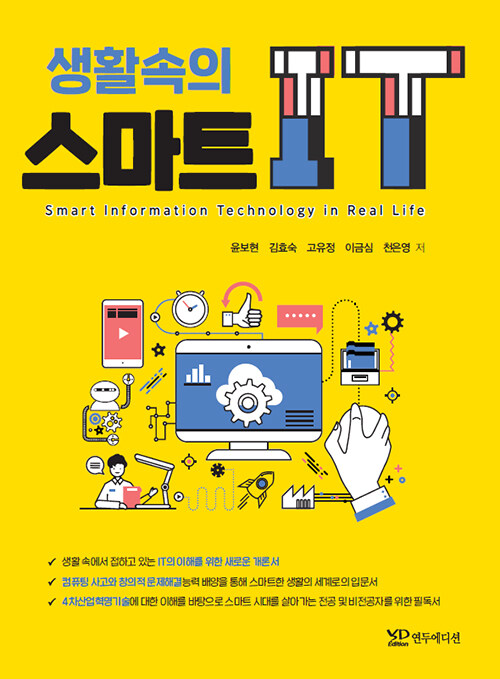 생활속의
스마트 IT
Smart Information Technology in Real Life
윤보현 김효숙 고유정 이금심 천은영 저
생활 속에서 접하고 있는 IT의 이해를 위한 새로운 개론서
컴퓨팅 사고와 창의적 문제해결능력 배양을 통해 스마트한 생활의 세계로의 입문서
4차산업혁명기술에 대한 이해를 바탕으로 스마트 시대를 살아가는 전공 및 비전공자를 위한 필독서
YD Edition 연두에디션